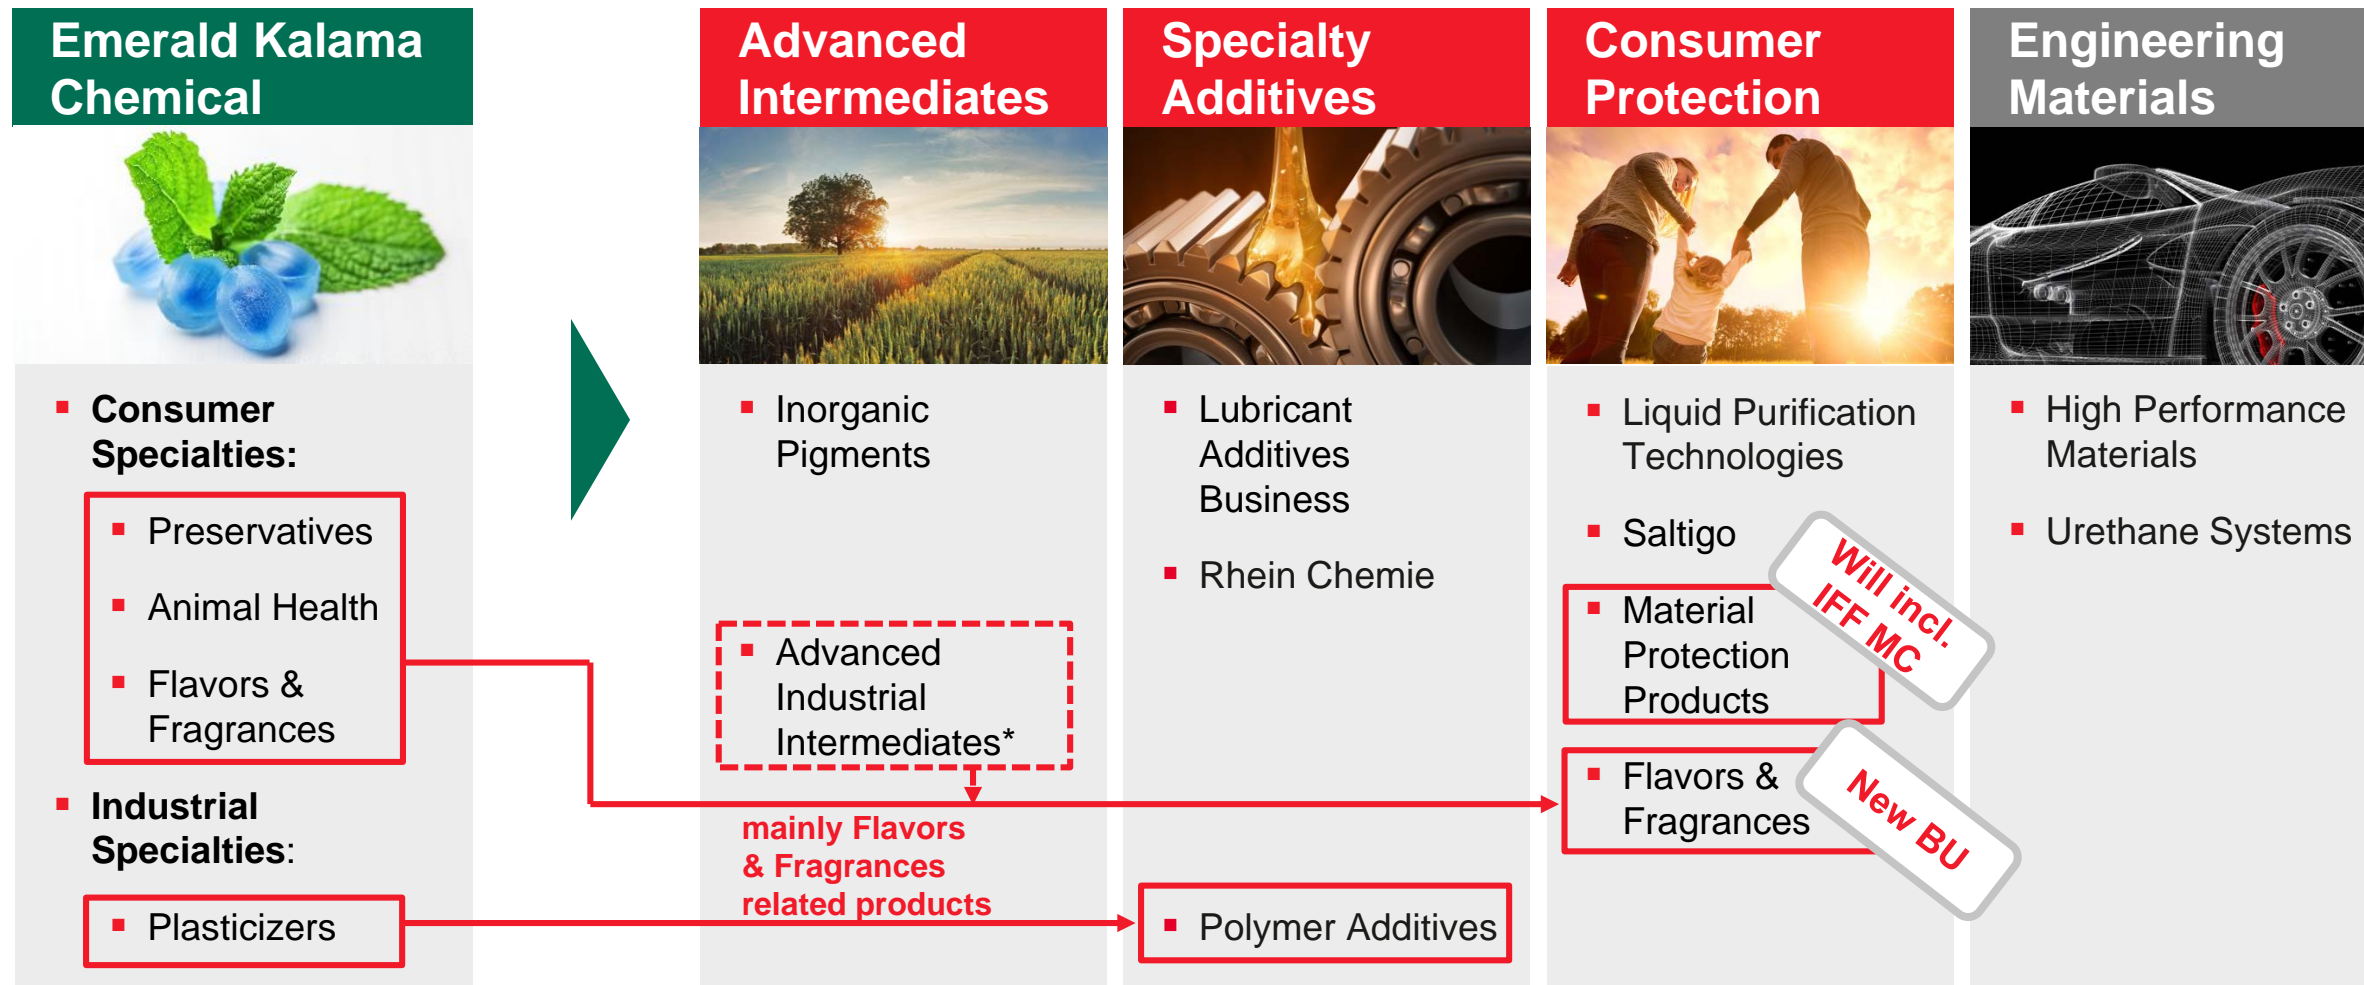 Emerald Kalama
Chemical
Consumer
Specialties:
Preservatives
Animal Health
Flavors &
Fragrances
Industrial
Specialties:
Plasticizers
Advanced
Intermediates
Inorganic
Pigments
Advanced
Industrial
Intermediates*
mainly Flavors
& Fragrances
related products
Specialty
Additives
Lubricant
Additives
Business
Rhein Chemie
Polymer Additives
Consumer
Protection
Liquid Purification
Technologies
Saltigo
Material
Protection
Products
Will incl.
IFF MC
Flavors &
Fragrances
New BU
Engineering
Materials
High Performance
Materials
Urethane Systems